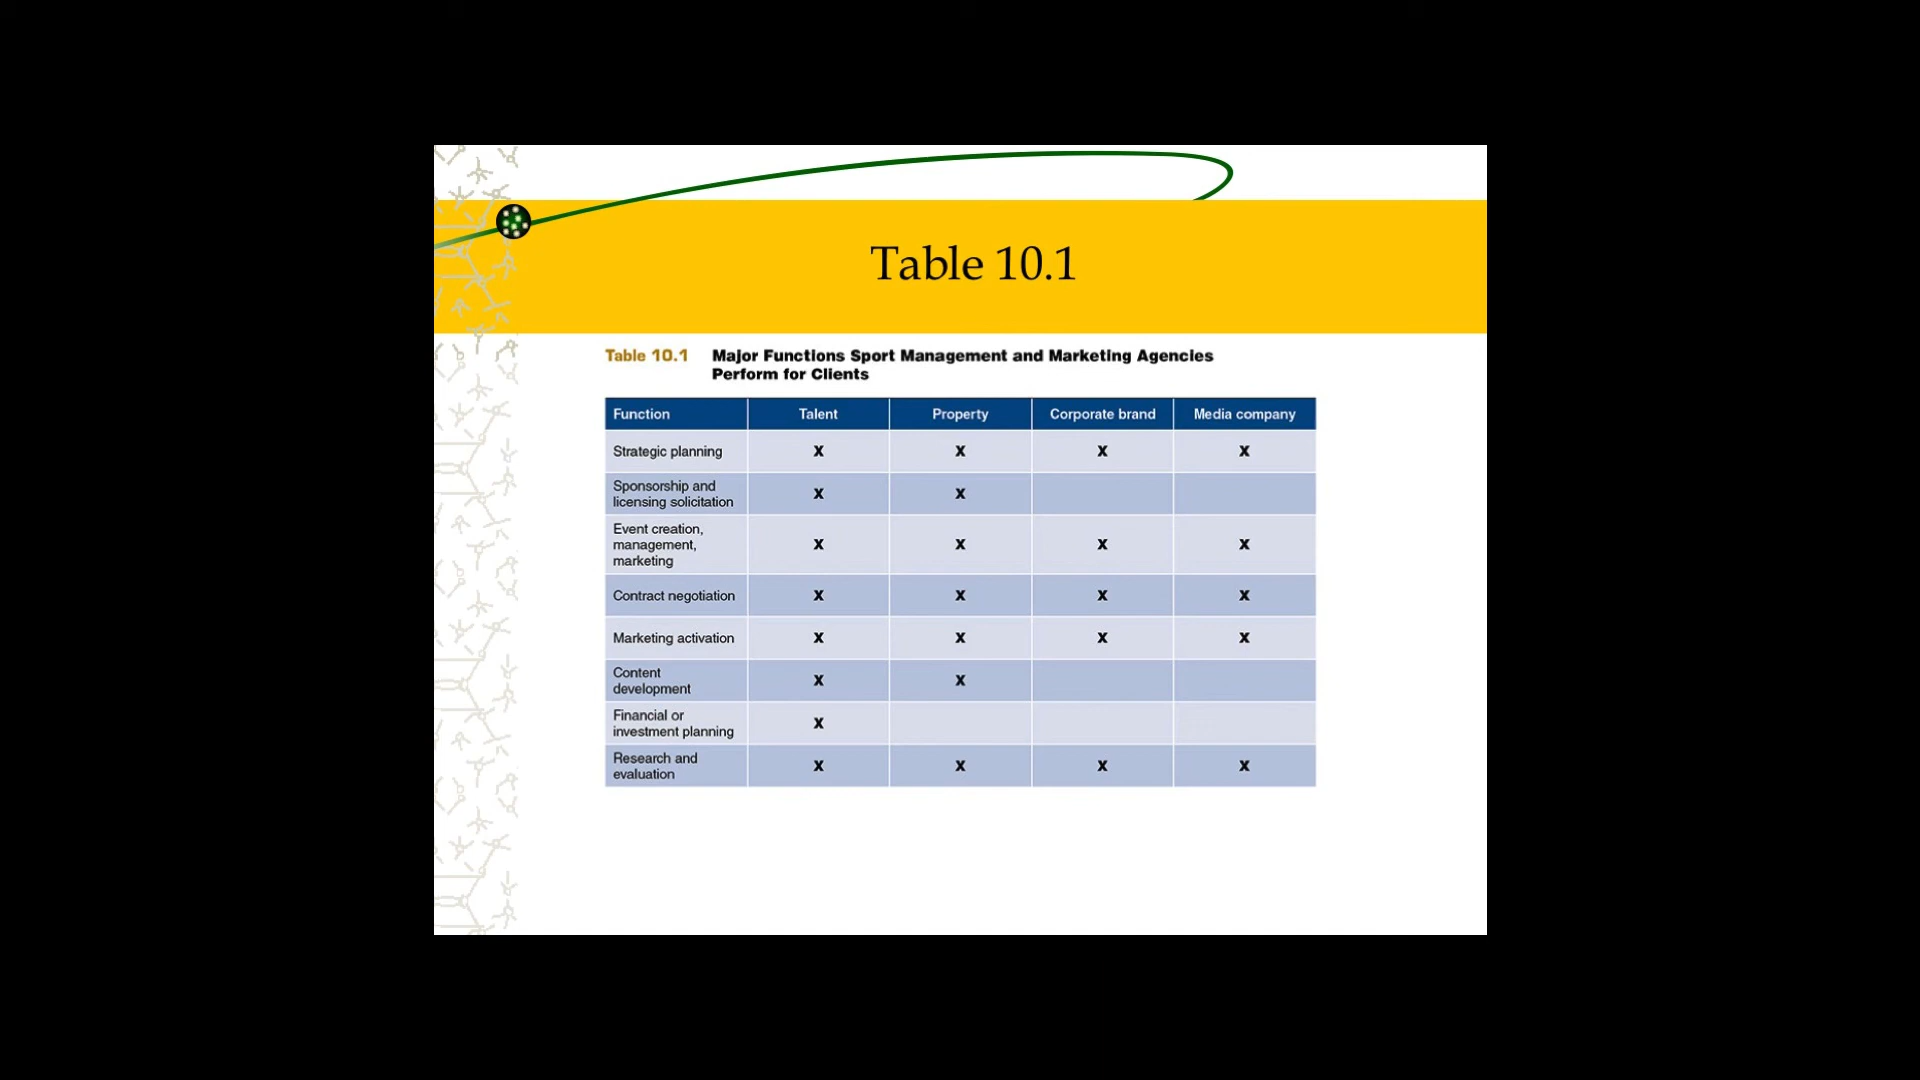 Table 10.1
Table 10.1 Major Functions Sport Management and Marketing Agencies
Perform for Clients
Function Talent Property Corporate brand Media company
Strategic planning X X X X
Sponsorship and
licensing solicitation X X
Event creation,
management, X X X X
marketing
Contract negotiation X X X X
Marketing activation X X X X
Content
development X X
Financial or
investment planning X
Research and
evaluation X X X X